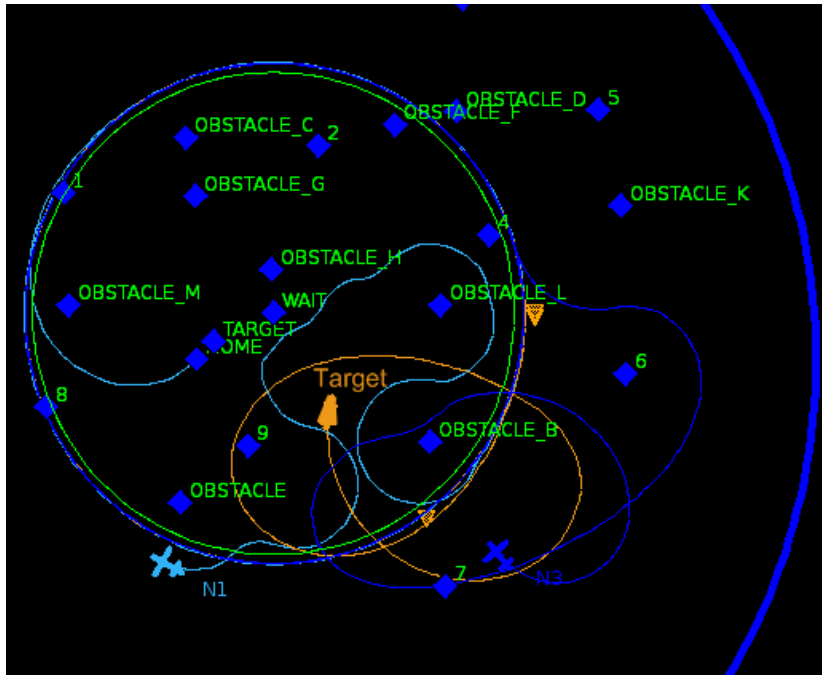 OBSTACLE_D
5
OBSTACLE_F
OBSTACLE_C
2
1
OBSTACLE_G
OBSTACLE_K
4
OBSTACLE_H
OBSTACLE_M
WAIT
OBSTACLE_L
TARGET
HOME
6
Target
8
9
OBSTACLE_B
OBSTACLE
7
N3
N1